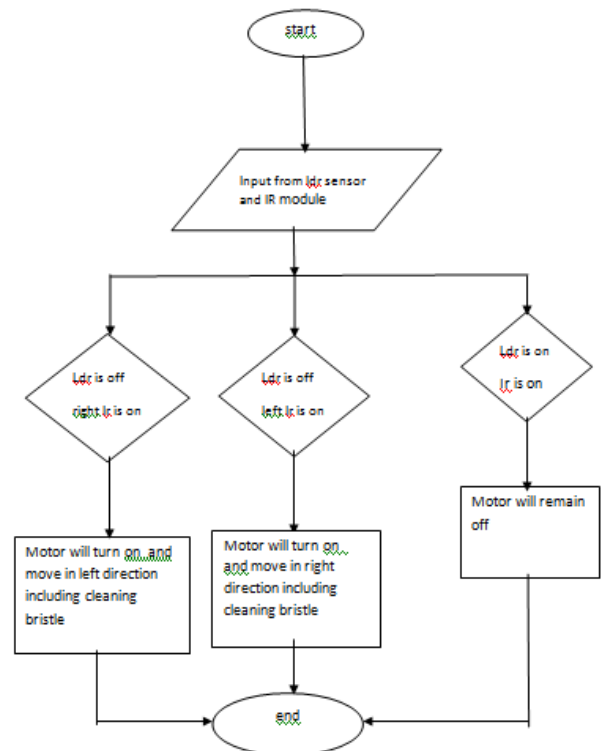 start
Input from ldr sensor
and IR module
Ldr is off
right Ir is on
Ldr is off
left Ir is on
Ldr is on
Ir is on
Motor will turn on and
move in left direction
including cleaning
bristle
Motor will turn on
and move in right
direction including
cleaning bristle
Motor will remain
off
end